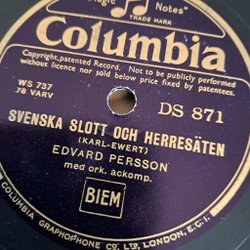 Magic Notes"
TRADE MARK
Columbia
Copyright, patented Record. Not to be publicly performed
without licence nor sold below price fixed by patentees.
WS 737
78 VARV
DS 871
SVENSKA SLOTT OCH HERRESÄTEN
(KARL-EWERT)
EDVARD PERSSON
med ork. ackomp.
BIEM
COLUMBIA GRAPHOPHONE CO LTD., LONDON, E.C.1.